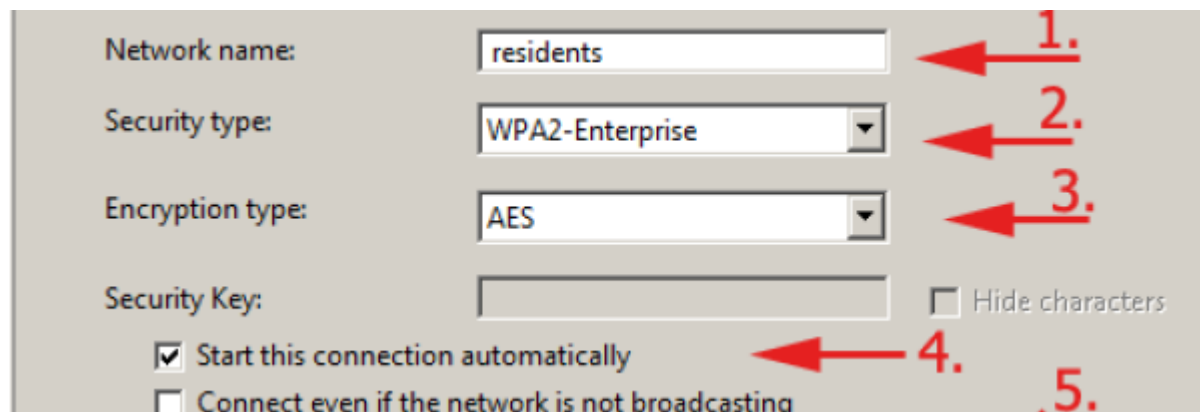 Network name: residents 1.
Security type: WPA2-Enterprise 2.
Encryption type: AES 3.
Security Key: Hide characters
Start this connection automatically 4.
Connect even if the network is not broadcasting 5.